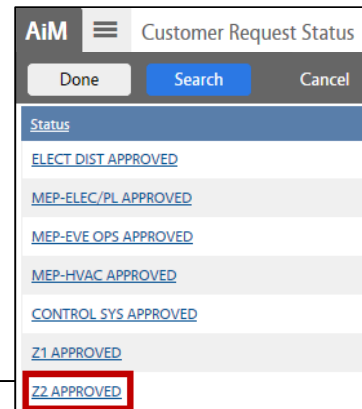 AiM Customer Request Status
Done Search Cancel
Status
ELECT DIST APPROVED
MEP-ELEC/PL APPROVED
MEP-EVE OPS APPROVED
MEP-HVAC APPROVED
CONTROL SYS APPROVED
Z1 APPROVED
Z2 APPROVED